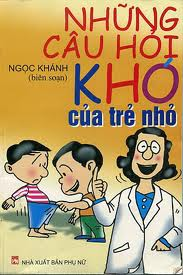 NHỮNG
CÂU HỎI
NGỌC KHÁNH
(biên soạn)
KHÓ
của trẻ nhỏ
NHÀ XUẤT BẢN PHỤ NỮ